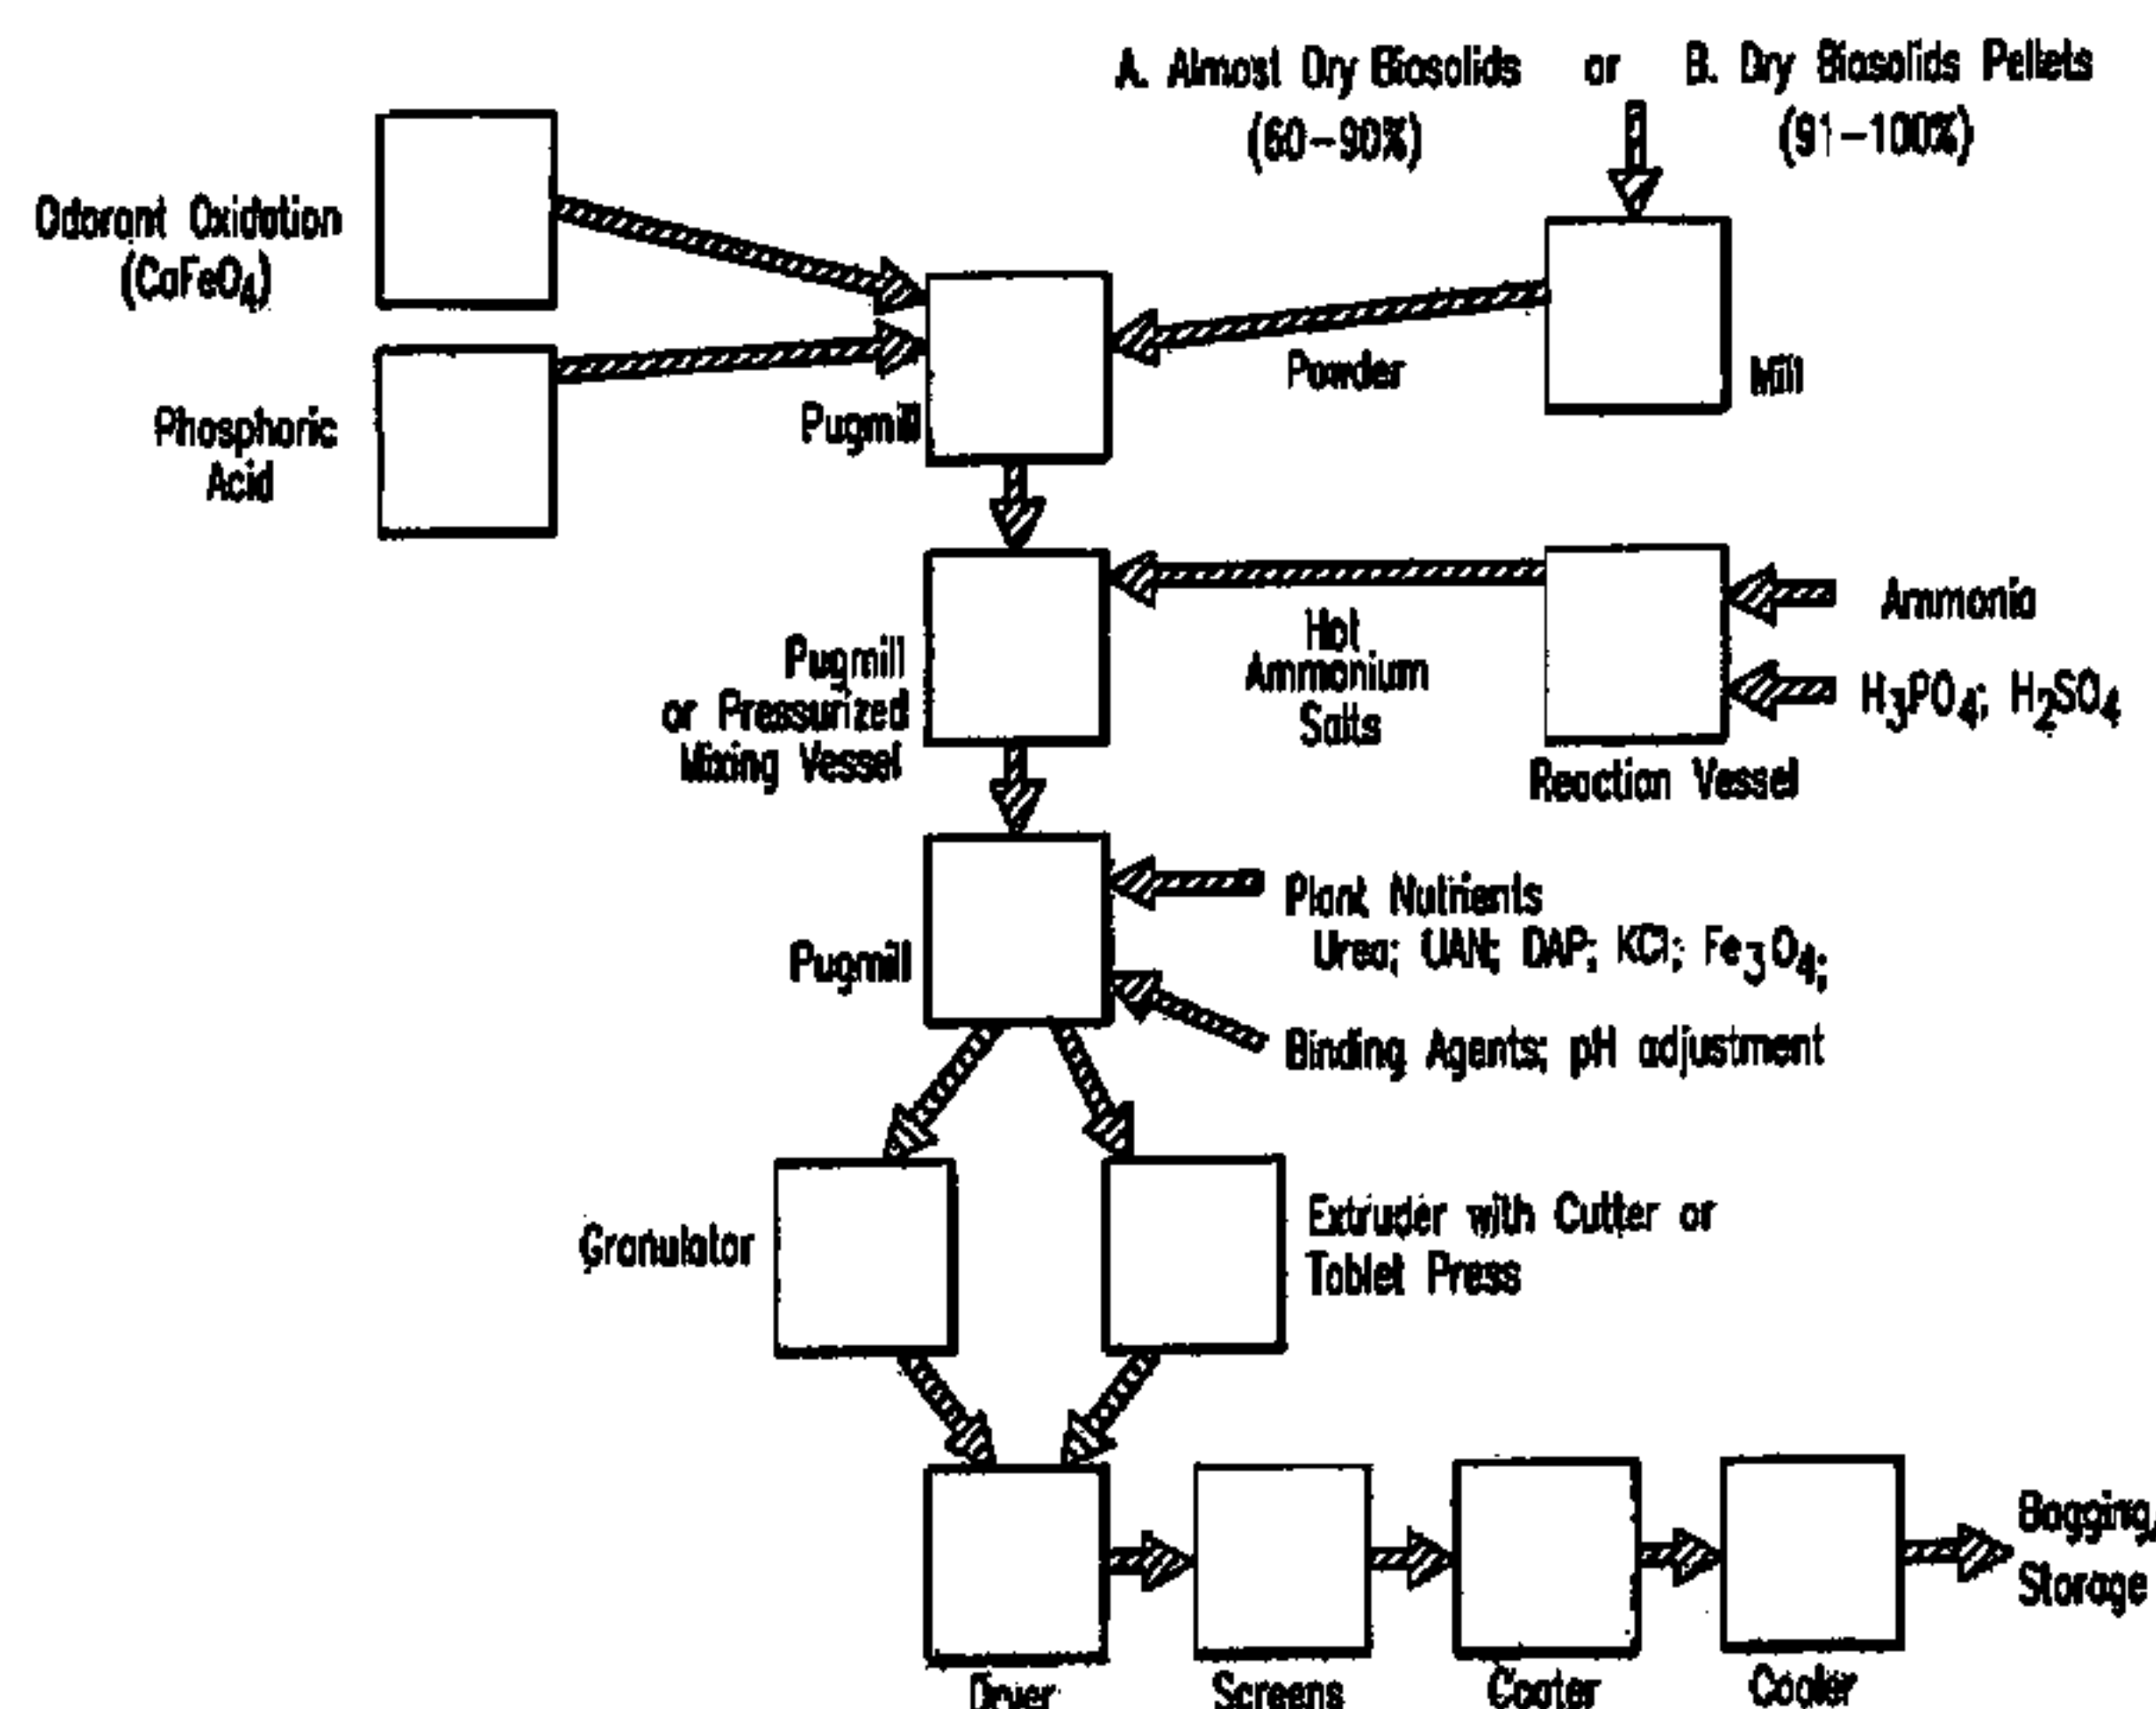 A. Almost Dry Biosolids or B. Dry Biosolids Pellets
(60-90%) (91-100%)
Odorant Oxidation
(CaFeO4)
Phosphoric
Acid
Pugmill
Powder
Mill
Pugmill
or Pressurized
Mixing Vessel
Hot
Ammonium
Salts
Ammonia
H3PO4; H2SO4
Reaction Vessel
Pugmill
Plant Nutrients
Urea; UAN; DAP; KCl; Fe3O4;
Binding Agents; pH adjustment
Granulator
Extruder with Cutter or
Tablet Press
Dryer
Screens
Coater
Cooler
Bagging,
Storage